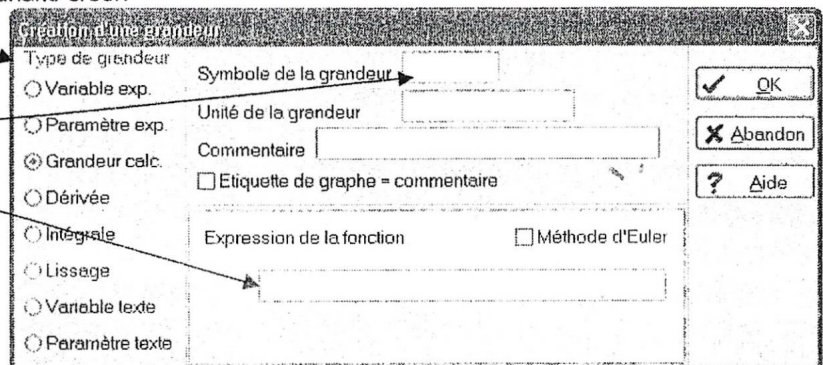 Création d'une grandeur
Type de grandeur
Variable exp.
Paramètre exp.
Grandeur calc.
Dérivée
Intégrale
Lissage
Variable texte
Paramètre texte
Symbole de la grandeur
Unité de la grandeur
Commentaire
Etiquette de graphe = commentaire
Expression de la fonction
Méthode d'Euler
OK
Abandon
? Aide